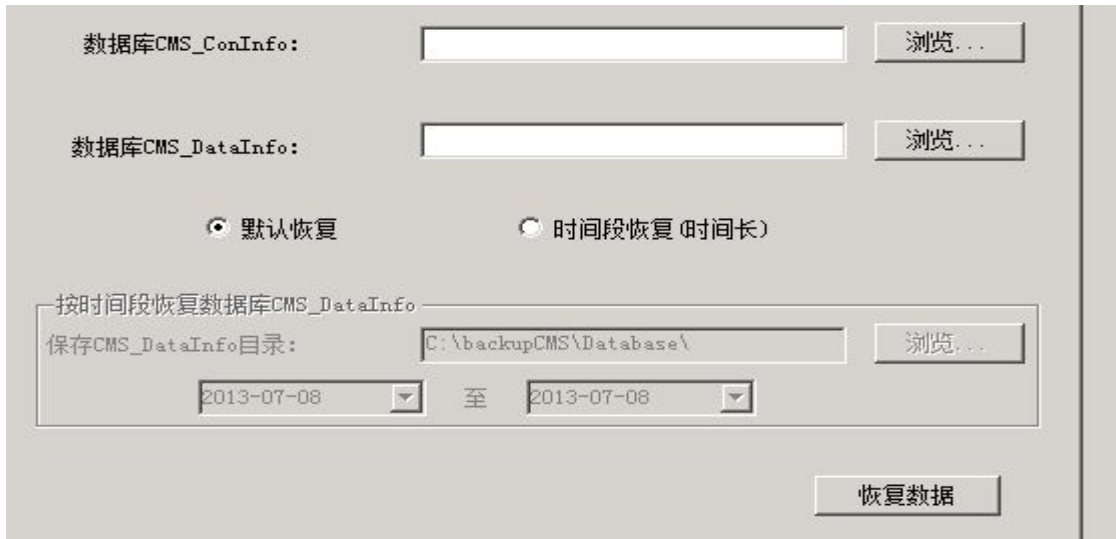 数据库CMS_ConInfo: 浏览...
数据库CMS_DataInfo: 浏览...
默认恢复 时间段恢复(时间长)
按时间段恢复数据库CMS_DataInfo
保存CMS_DataInfo目录: C:\backupCMS\Database\ 浏览...
2013-07-08 至 2013-07-08
恢复数据